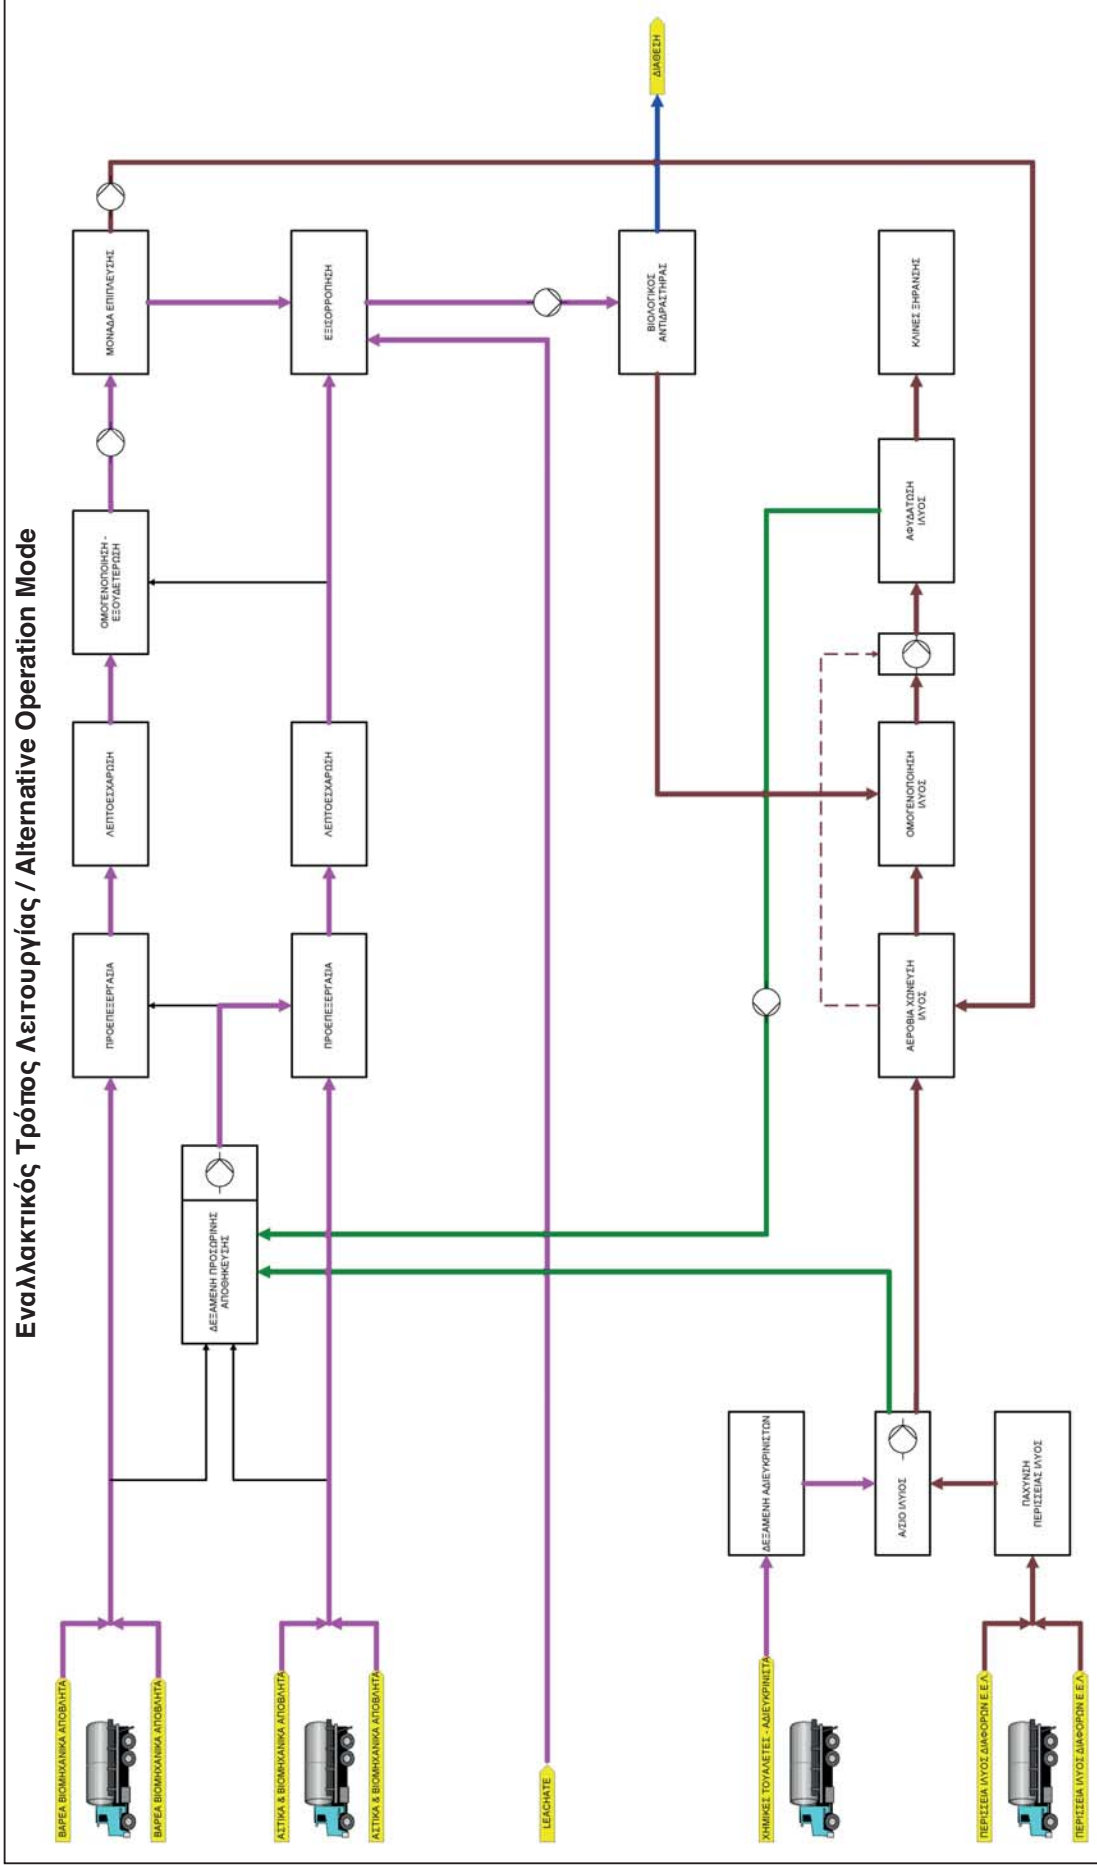 Εναλλακτικός Τρόπος Λειτουργίας / Alternative Operation Mode
ΒΑΡΕΑ ΒΙΟΜΗΧΑΝΙΚΑ ΑΠΟΒΛΗΤΑ
ΒΑΡΕΑ ΒΙΟΜΗΧΑΝΙΚΑ ΑΠΟΒΛΗΤΑ
ΠΡΟΕΠΕΞΕΡΓΑΣΙΑ
ΛΕΠΤΟΕΣΧΑΡΩΣΗ
ΟΜΟΓΕΝΟΠΟΙΗΣΗ -
ΕΞΟΥΔΕΤΕΡΩΣΗ
ΜΟΝΑΔΑ ΕΠΙΠΛΕΥΣΗΣ
ΔΕΞΑΜΕΝΗ ΠΡΟΣΩΡΙΝΗΣ
ΑΠΟΘΗΚΕΥΣΗΣ
ΑΣΤΙΚΑ & ΒΙΟΜΗΧΑΝΙΚΑ ΑΠΟΒΛΗΤΑ
ΑΣΤΙΚΑ & ΒΙΟΜΗΧΑΝΙΚΑ ΑΠΟΒΛΗΤΑ
ΠΡΟΕΠΕΞΕΡΓΑΣΙΑ
ΛΕΠΤΟΕΣΧΑΡΩΣΗ
ΕΞΙΣΟΡΡΟΠΗΣΗ
LEACHATE
ΒΙΟΛΟΓΙΚΟΣ
ΑΝΤΙΔΡΑΣΤΗΡΑΣ
ΔΙΑΘΕΣΗ
ΧΗΜΙΚΕΣ ΤΟΥΑΛΕΤΕΣ - ΑΔΙΕΥΚΡΙΝΙΣΤΑ
ΔΕΞΑΜΕΝΗ ΑΔΙΕΥΚΡΙΝΙΣΤΩΝ
Α/ΣΙΟ ΙΛΥΙΟΣ
ΑΕΡΟΒΙΑ ΧΩΝΕΥΣΗ
ΙΛΥΟΣ
ΟΜΟΓΕΝΟΠΟΙΗΣΗ
ΙΛΥΟΣ
ΑΦΥΔΑΤΩΣΗ
ΙΛΥΟΣ
ΚΛΙΝΕΣ ΞΗΡΑΝΣΗΣ
ΠΕΡΙΣΣΕΙΑ ΙΛΥΟΣ ΔΙΑΦΟΡΩΝ Ε.Ε.Λ.
ΠΕΡΙΣΣΕΙΑ ΙΛΥΟΣ ΔΙΑΦΟΡΩΝ Ε.Ε.Λ.
ΠΑΧΥΝΣΗ
ΠΕΡΙΣΣΕΙΑΣ ΙΛΥΟΣ